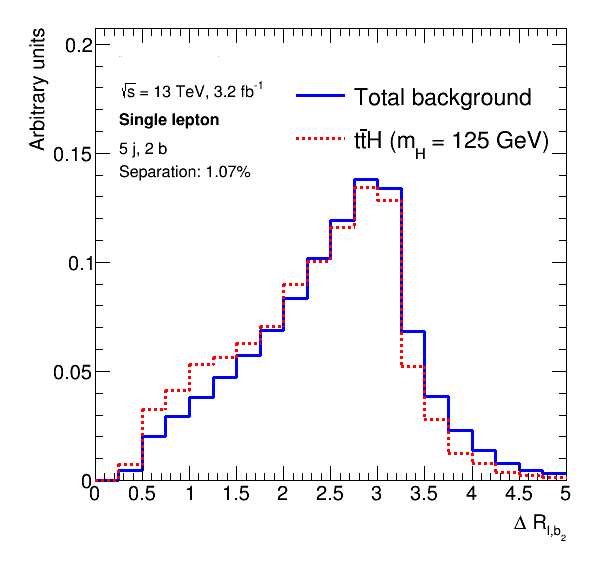 Arbitrary units
0.2
0.15
0.1
0.05
0
√s = 13 TeV, 3.2 fb⁻¹
Single lepton
5 j, 2 b
Separation: 1.07%
Total background
tt̄H (m_H = 125 GeV)
0 0.5 1 1.5 2 2.5 3 3.5 4 4.5 5
Δ R_l,b₂